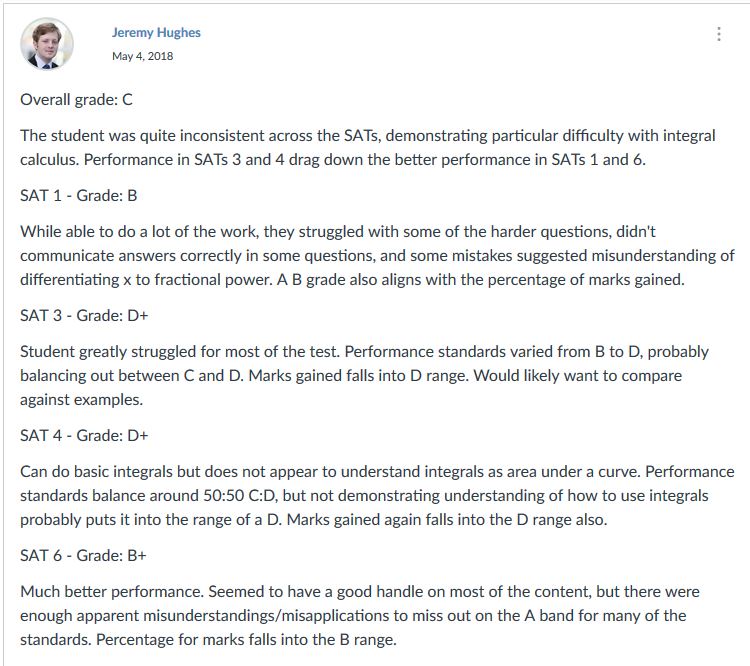 Jeremy Hughes
May 4, 2018
Overall grade: C
The student was quite inconsistent across the SATs, demonstrating particular difficulty with integral
calculus. Performance in SATs 3 and 4 drag down the better performance in SATs 1 and 6.
SAT 1 - Grade: B
While able to do a lot of the work, they struggled with some of the harder questions, didn't
communicate answers correctly in some questions, and some mistakes suggested misunderstanding of
differentiating x to fractional power. A B grade also aligns with the percentage of marks gained.
SAT 3 - Grade: D+
Student greatly struggled for most of the test. Performance standards varied from B to D, probably
balancing out between C and D. Marks gained falls into D range. Would likely want to compare
against examples.
SAT 4 - Grade: D+
Can do basic integrals but does not appear to understand integrals as area under a curve. Performance
standards balance around 50:50 C:D, but not demonstrating understanding of how to use integrals
probably puts it into the range of a D. Marks gained again falls into the D range also.
SAT 6 - Grade: B+
Much better performance. Seemed to have a good handle on most of the content, but there were
enough apparent misunderstandings/misapplications to miss out on the A band for many of the
standards. Percentage for marks falls into the B range.